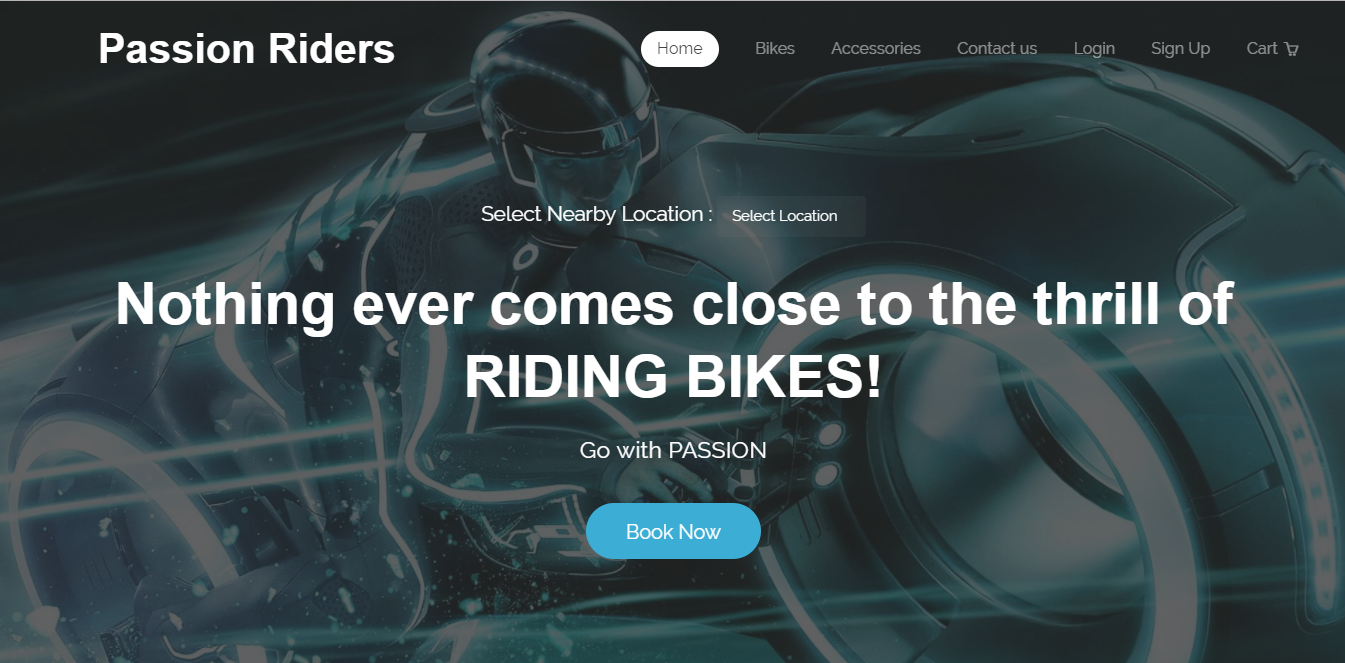 Passion Riders
Home Bikes Accessories Contact us Login Sign Up Cart
Select Nearby Location : Select Location
Nothing ever comes close to the thrill of
RIDING BIKES!
Go with PASSION
Book Now